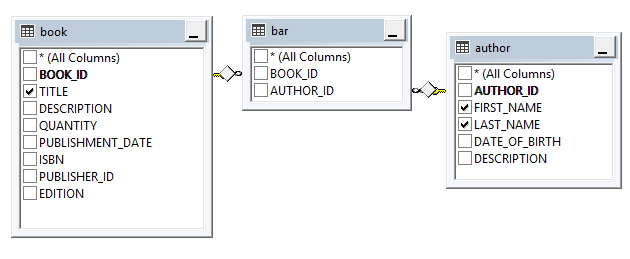 book
* (All Columns)
BOOK_ID
TITLE
DESCRIPTION
QUANTITY
PUBLISHMENT_DATE
ISBN
PUBLISHER_ID
EDITION
bar
* (All Columns)
BOOK_ID
AUTHOR_ID
author
* (All Columns)
AUTHOR_ID
FIRST_NAME
LAST_NAME
DATE_OF_BIRTH
DESCRIPTION